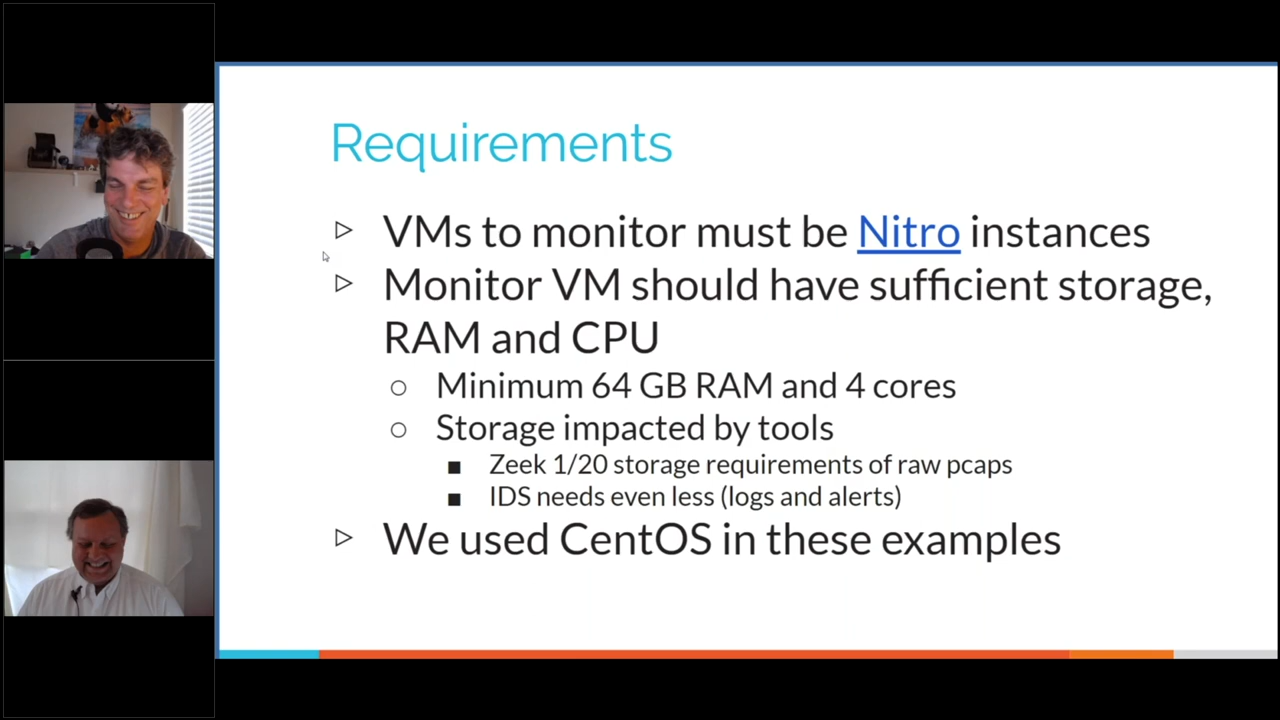 Requirements
▷ VMs to monitor must be Nitro instances
▷ Monitor VM should have sufficient storage,
RAM and CPU
○ Minimum 64 GB RAM and 4 cores
○ Storage impacted by tools
■ Zeek 1/20 storage requirements of raw pcaps
■ IDS needs even less (logs and alerts)
▷ We used CentOS in these examples